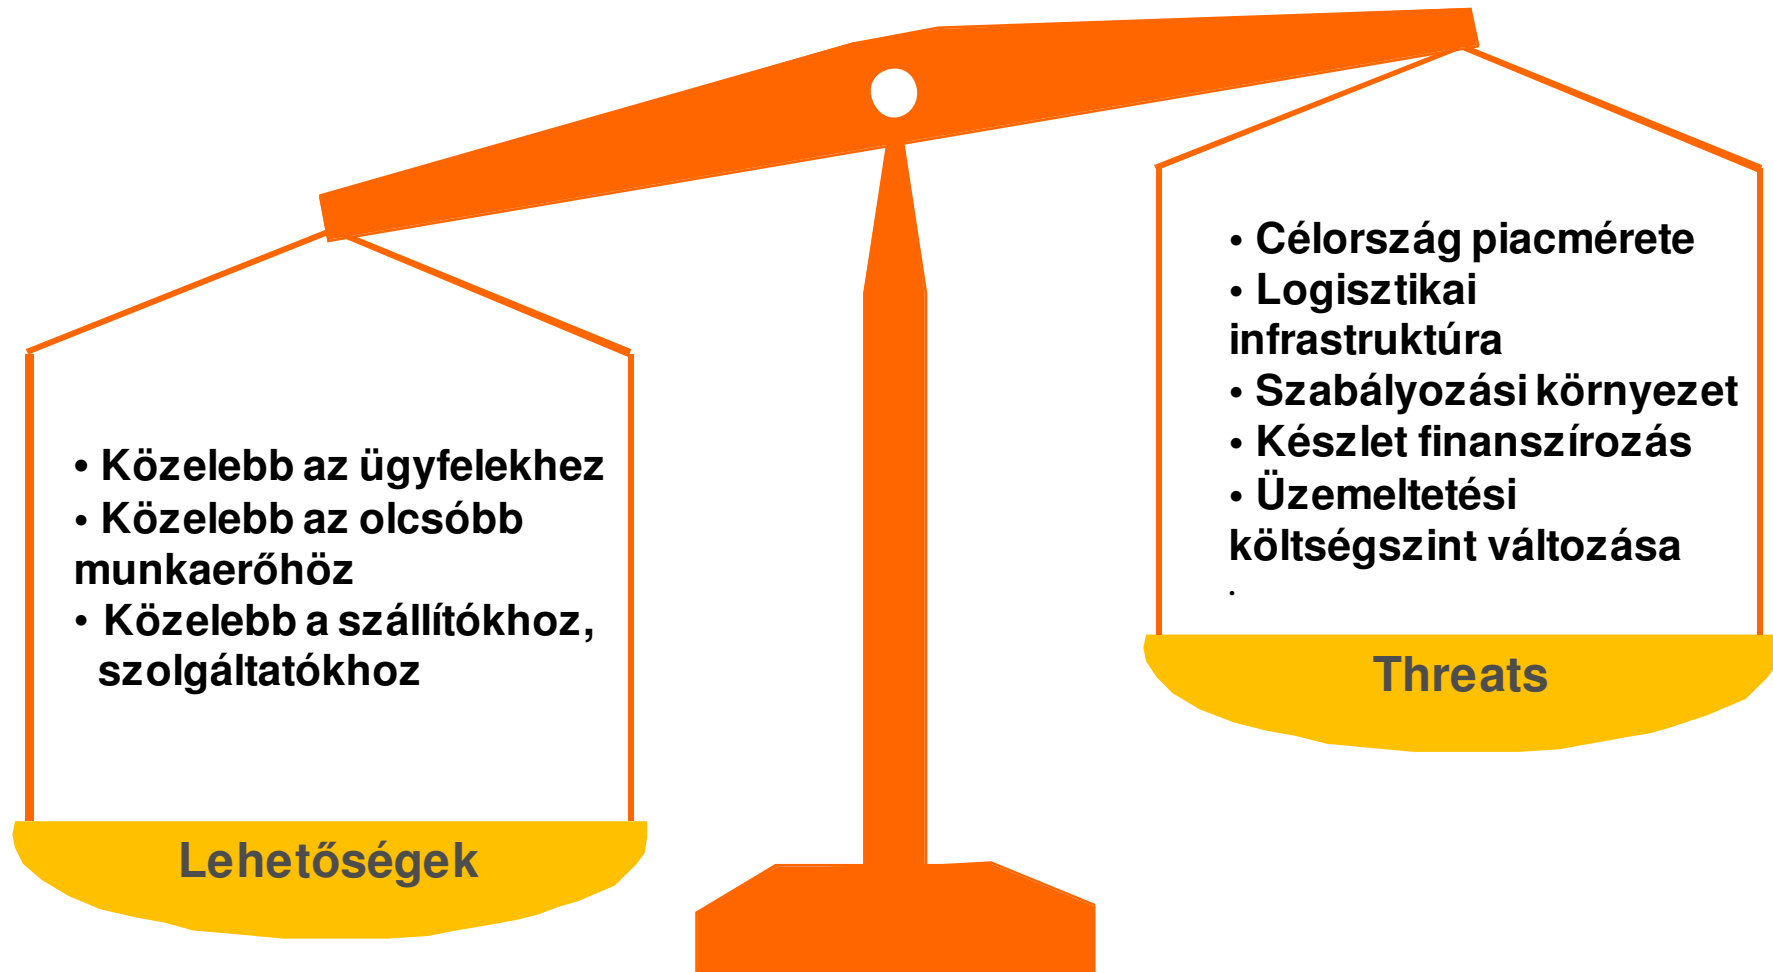 • Közelebb az ügyfelekhez
• Közelebb az olcsóbb
munkaerőhöz
• Közelebb a szállítókhoz,
szolgáltatókhoz
Lehetőségek
• Célország piacmérete
• Logisztikai
infrastruktúra
• Szabályozási környezet
• Készlet finanszírozás
• Üzemeltetési
költségszint változása
•
Threats